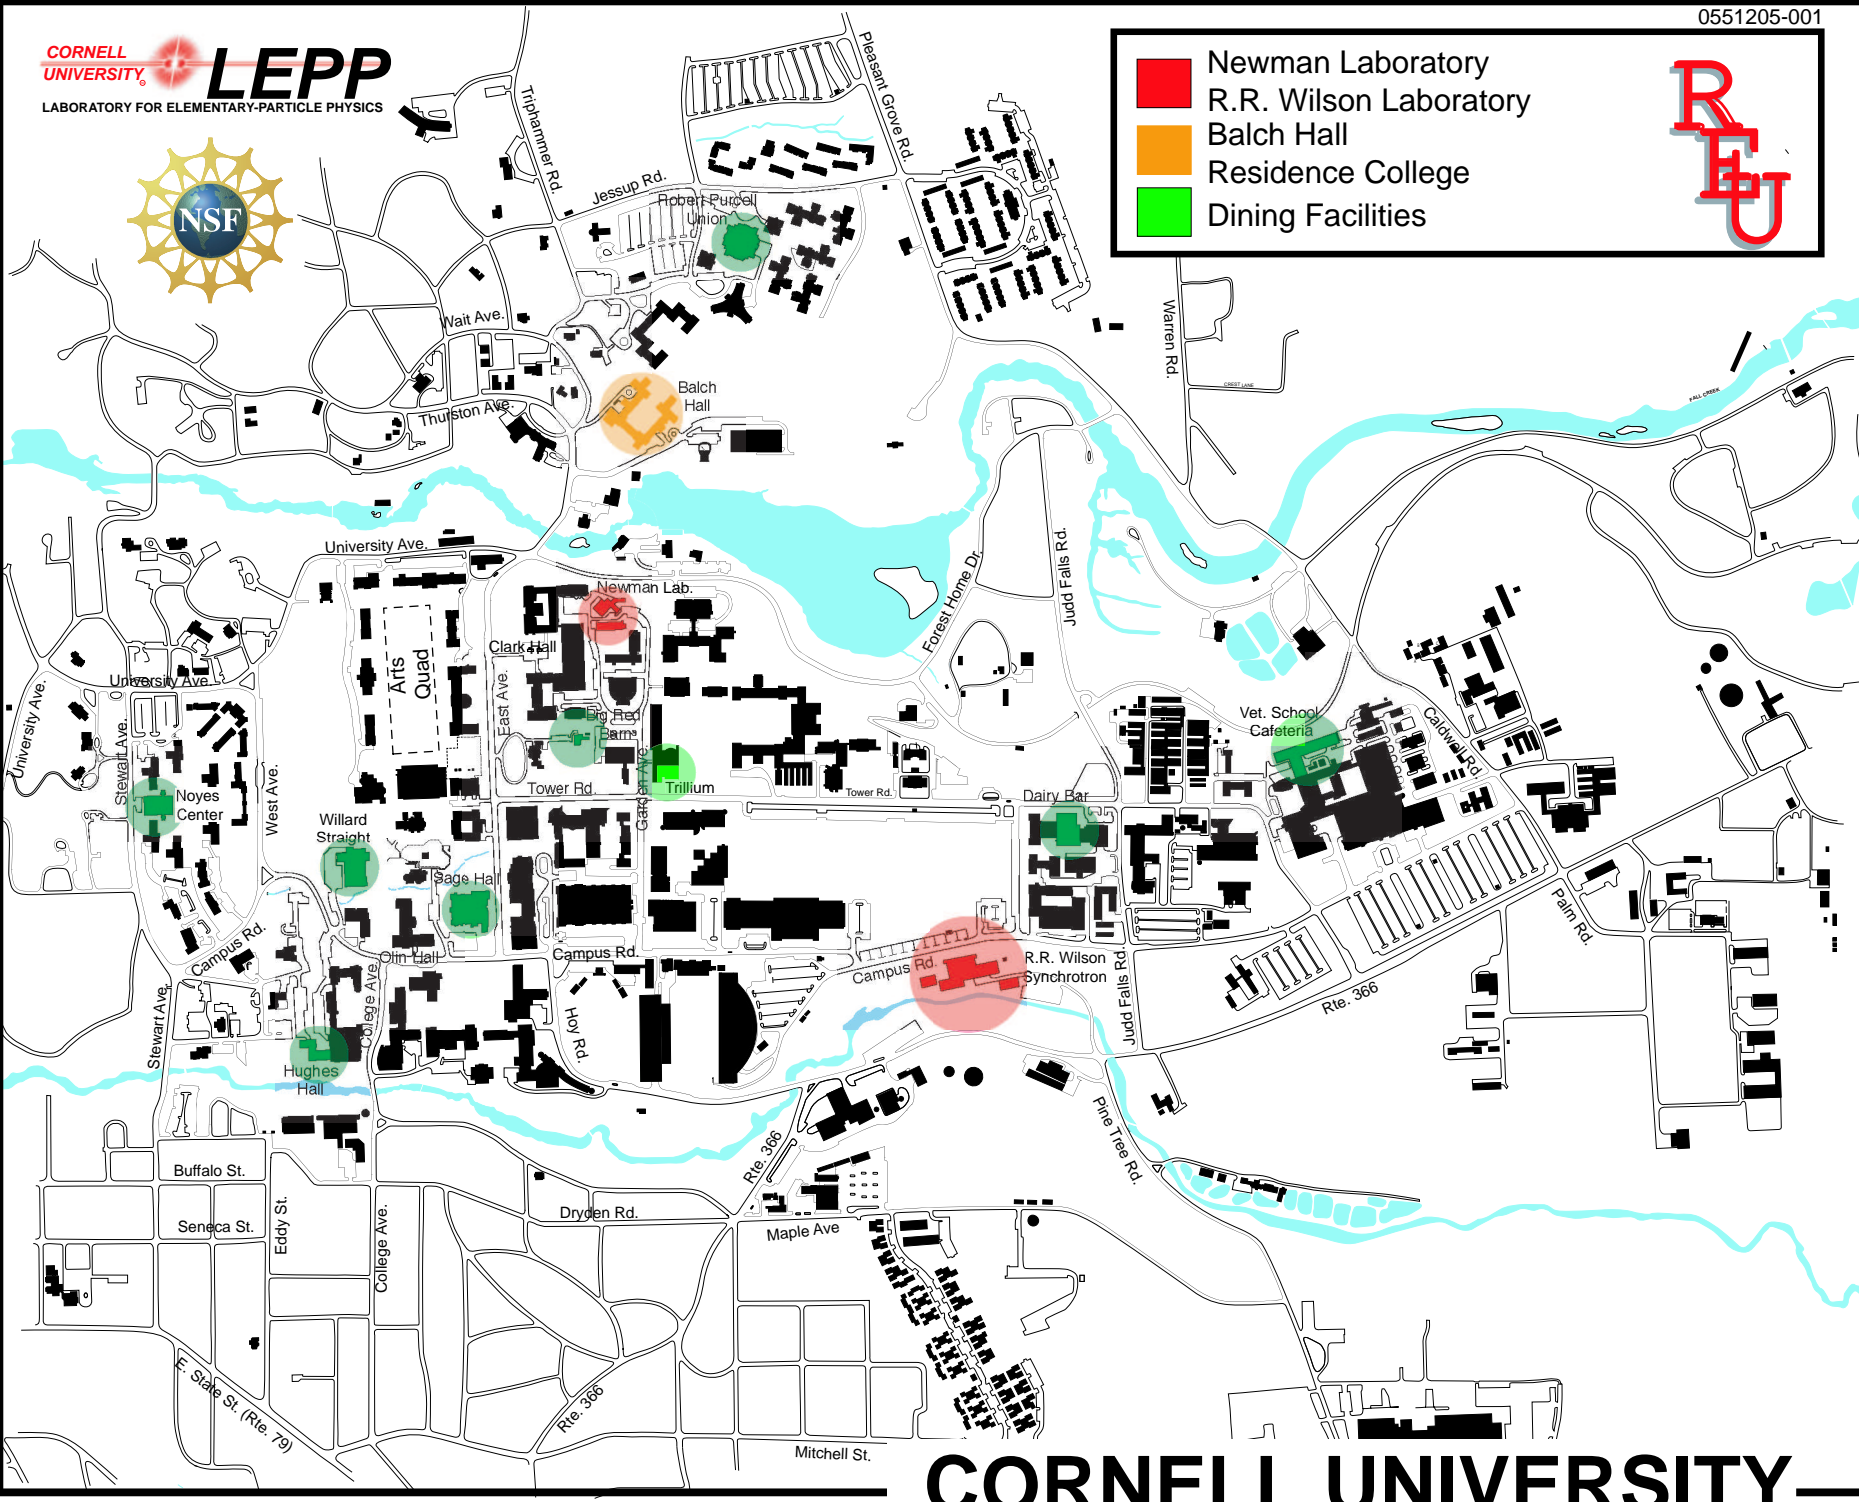 0551205-001
CORNELL
UNIVERSITY
LEPP
LABORATORY FOR ELEMENTARY-PARTICLE PHYSICS
NSF
Newman Laboratory
R.R. Wilson Laboratory
Balch Hall
Residence College
Dining Facilities
REU
Pleasant Grove Rd.
Triphammer Rd.
Jessup Rd.
Robert Purcell
Union
Wait Ave.
Warren Rd.
CREST LANE
FALL CREEK
Thurston Ave.
Balch
Hall
University Ave.
Newman Lab.
Forest Home Dr.
Judd Falls Rd.
Clark Hall
Arts
Quad
East Ave.
University Ave.
University Ave.
Stewart Ave.
Big Red
Barn
Vet. School
Cafeteria
Caldwell Rd.
Noyes
Center
West Ave.
Tower Rd.
Garden Ave.
Trillium
Tower Rd.
Dairy Bar
Willard
Straight
Sage Hall
Palm Rd.
Campus Rd.
Olin Hall
Campus Rd.
Campus Rd.
R.R. Wilson
Synchrotron
Judd Falls Rd.
Rte. 366
Stewart Ave.
College Ave.
Hoy Rd.
Hughes
Hall
Pine Tree Rd.
Rte. 366
Buffalo St.
Seneca St.
Eddy St.
College Ave.
Dryden Rd.
Maple Ave
E. State St. (Rte. 79)
Rte. 366
Mitchell St.
CORNELL UNIVERSITY